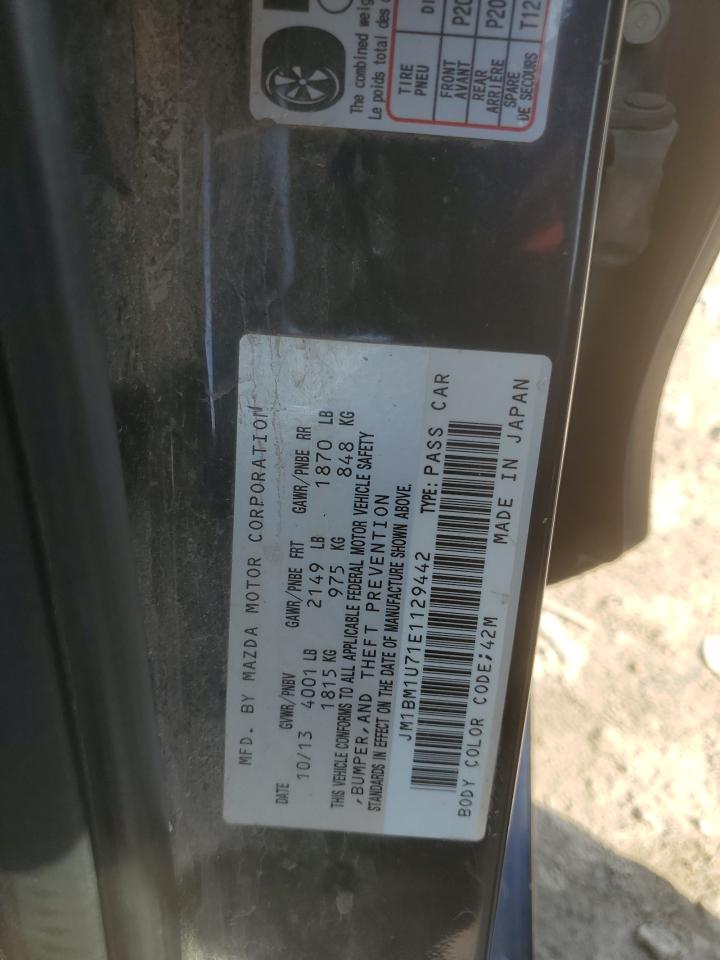 The combined weig
Le poids total des o
TIRE
PNEU
DI
FRONT
AVANT
P20
REAR
ARRIÈRE
P20
SPARE
DE SECOURS
T12
MFD. BY MAZDA MOTOR CORPORATION
DATE GVWR/PNBV GAWR/PNBE FRT GAWR/PNBE RR
10/13 4001 LB 2149 LB 1870 LB
1815 KG 975 KG 848 KG
THIS VEHICLE CONFORMS TO ALL APPLICABLE FEDERAL MOTOR VEHICLE SAFETY
,BUMPER,AND THEFT PREVENTION
STANDARDS IN EFFECT ON THE DATE OF MANUFACTURE SHOWN ABOVE.
JM1BM1U71E1129442 TYPE: PASS CAR
BODY COLOR CODE;42M MADE IN JAPAN